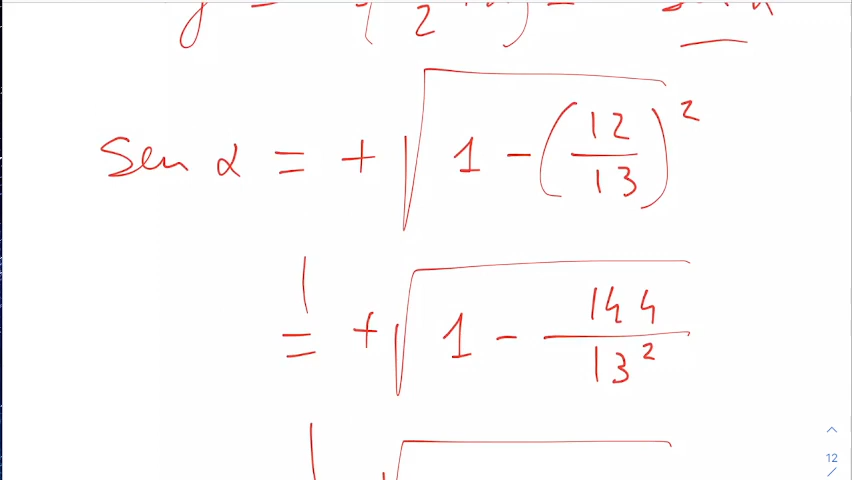 Sen α = + √(1 - (12/13)²)
= + √(1 - 144/13²)
12